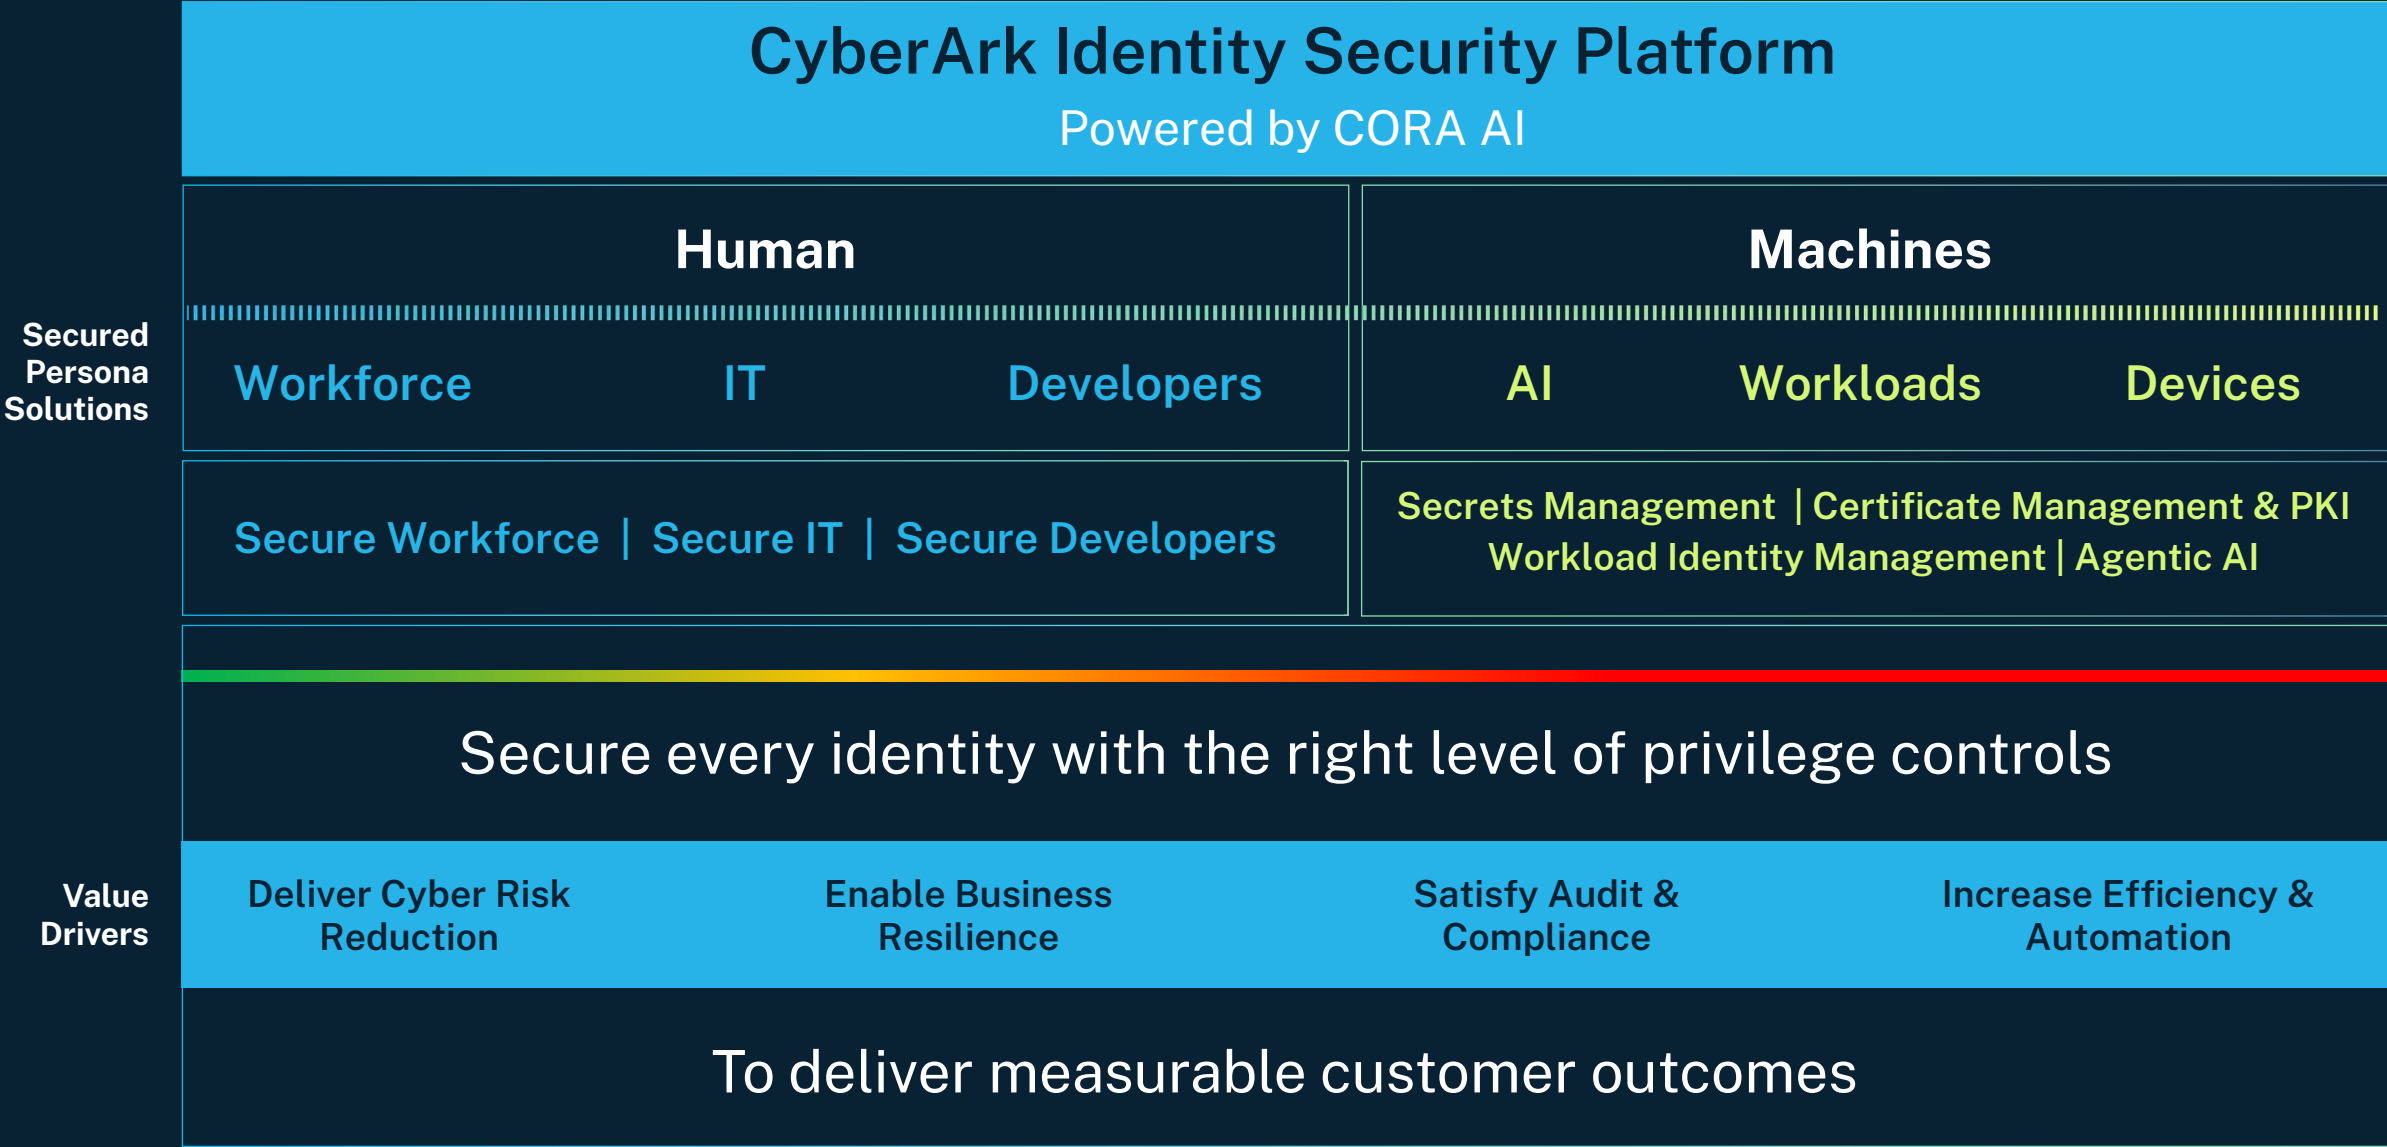 CyberArk Identity Security Platform
Powered by CORA AI
Human
Machines
Secured
Persona
Solutions
Workforce
IT
Developers
AI
Workloads
Devices
Secure Workforce | Secure IT | Secure Developers
Secrets Management | Certificate Management & PKI
Workload Identity Management | Agentic AI
Secure every identity with the right level of privilege controls
Value
Drivers
Deliver Cyber Risk
Reduction
Enable Business
Resilience
Satisfy Audit &
Compliance
Increase Efficiency &
Automation
To deliver measurable customer outcomes